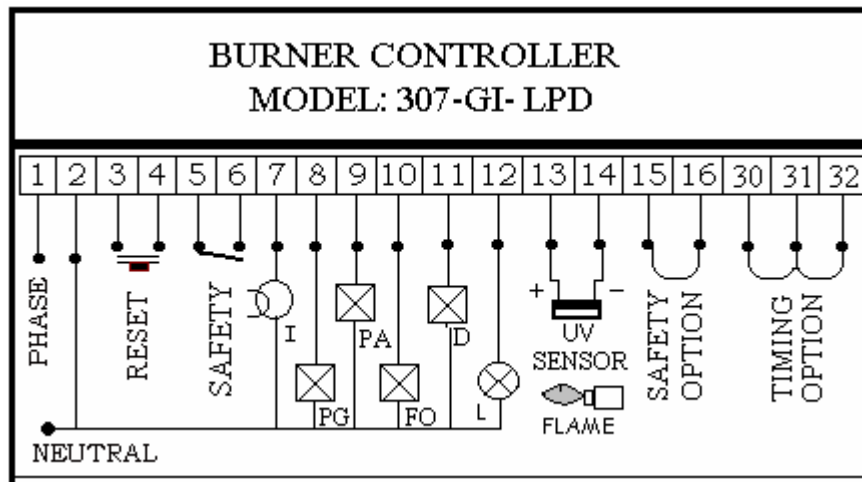 BURNER CONTROLLER
MODEL: 307-GI- LPD
1 2 3 4 5 6 7 8 9 10 11 12 13 14 15 16 30 31 32
PHASE
RESET
SAFETY
I
PG
PA
FO
D
L
+ −
UV
SENSOR
FLAME
SAFETY
OPTION
TIMING
OPTION
NEUTRAL